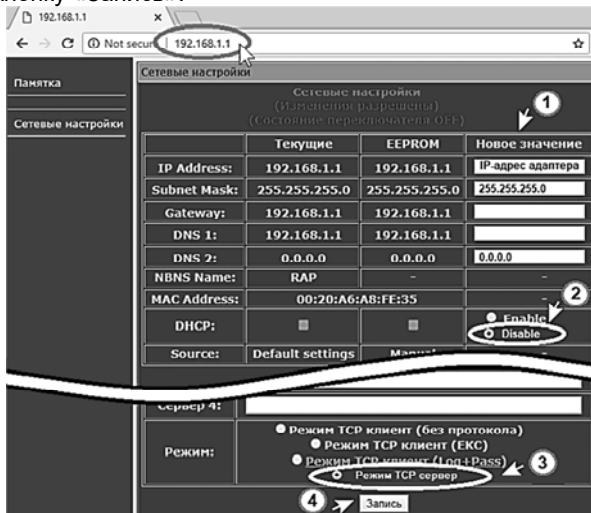 192.168.1.1
Not secure 192.168.1.1
Памятка
Сетевые настройки
Сетевые настройки
Сетевые настройки
(Изменения разрешены)
(Состояние переключателя OFF)
1
Текущие EEPROM Новое значение
IP Address: 192.168.1.1 192.168.1.1 IP-адрес адаптера
Subnet Mask: 255.255.255.0 255.255.255.0 255.255.255.0
Gateway: 192.168.1.1 192.168.1.1
DNS 1: 192.168.1.1 192.168.1.1
DNS 2: 0.0.0.0 0.0.0.0 0.0.0.0
NBNS Name: RAP - -
MAC Address: 00:20:A6:A8:FE:35 -
2
DHCP: Enable
Disable
Source: Default settings Manual -
Сервер 4:
Режим: Режим TCP клиент (без протокола)
Режим TCP клиент (ЕКС)
Режим TCP клиент (Log+Pass)
3
Режим TCP сервер
4 Запись